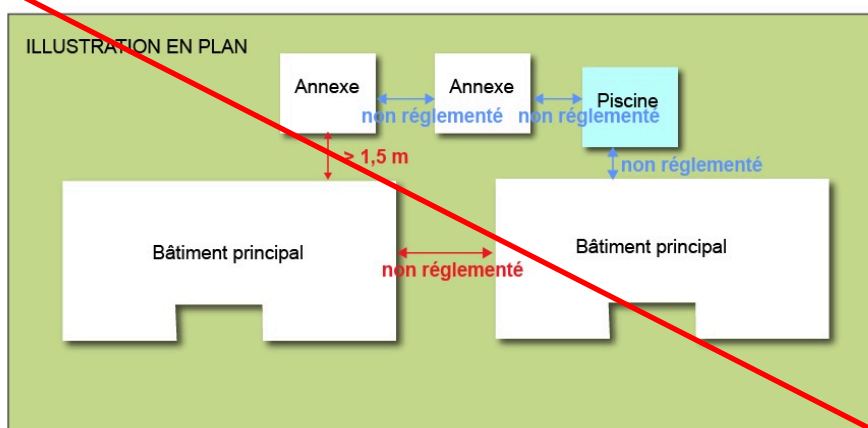 ILLUSTRATION EN PLAN
Annexe
Annexe
Piscine
non réglementé
non réglementé
> 1,5 m
non réglementé
Bâtiment principal
Bâtiment principal
non réglementé